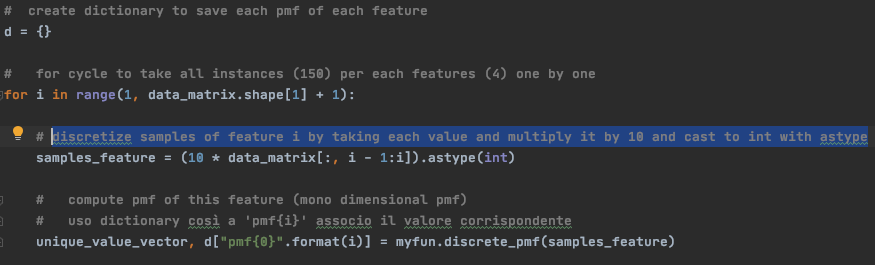 #  create dictionary to save each pmf of each feature
d = {}
#   for cycle to take all instances (150) per each features (4) one by one
for i in range(1, data_matrix.shape[1] + 1):
# discretize samples of feature i by taking each value and multiply it by 10 and cast to int with astype
samples_feature = (10 * data_matrix[:, i - 1:i]).astype(int)
#   compute pmf of this feature (mono dimensional pmf)
#   uso dictionary così a 'pmf{i}' associo il valore corrispondente
unique_value_vector, d["pmf{0}".format(i)] = myfun.discrete_pmf(samples_feature)